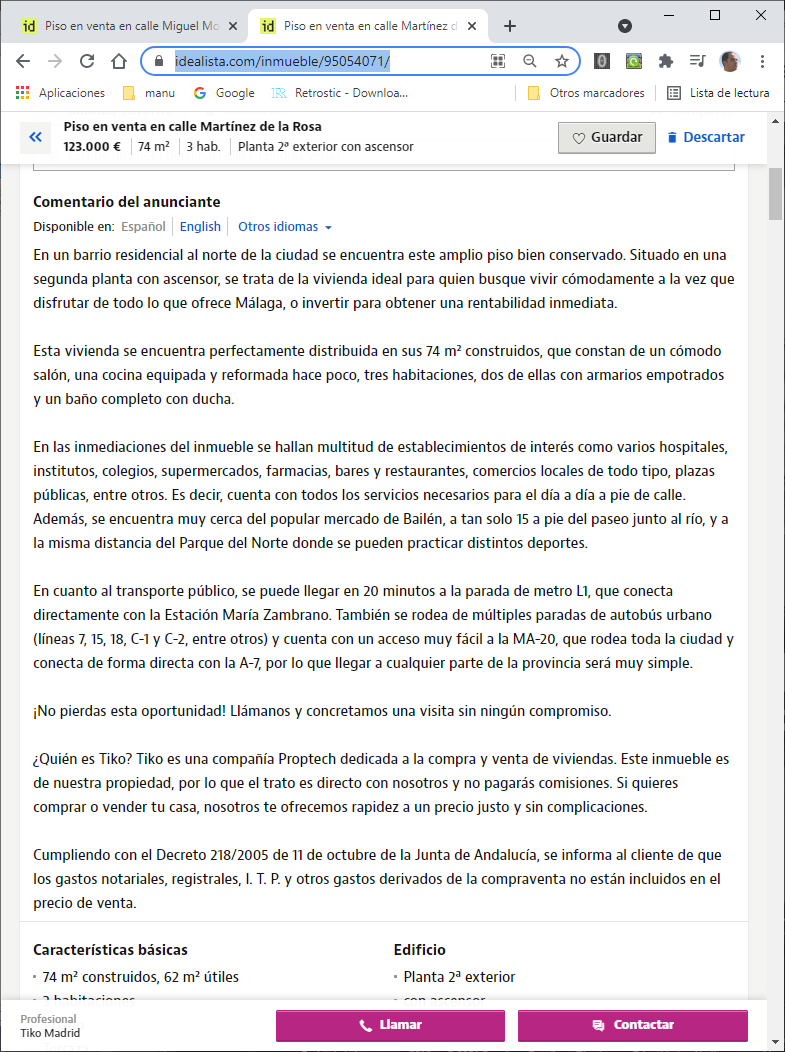 Piso en venta en calle Miguel Mo
Piso en venta en calle Martínez d
idealista.com/inmueble/95054071/
Aplicaciones manu Google Retrostic - Downloa... Otros marcadores Lista de lectura
Piso en venta en calle Martínez de la Rosa
123.000 € 74 m² 3 hab. Planta 2ª exterior con ascensor
Guardar
Descartar
Comentario del anunciante
Disponible en: Español English Otros idiomas
En un barrio residencial al norte de la ciudad se encuentra este amplio piso bien conservado. Situado en una
segunda planta con ascensor, se trata de la vivienda ideal para quien busque vivir cómodamente a la vez que
disfrutar de todo lo que ofrece Málaga, o invertir para obtener una rentabilidad inmediata.
Esta vivienda se encuentra perfectamente distribuida en sus 74 m² construidos, que constan de un cómodo
salón, una cocina equipada y reformada hace poco, tres habitaciones, dos de ellas con armarios empotrados
y un baño completo con ducha.
En las inmediaciones del inmueble se hallan multitud de establecimientos de interés como varios hospitales,
institutos, colegios, supermercados, farmacias, bares y restaurantes, comercios locales de todo tipo, plazas
públicas, entre otros. Es decir, cuenta con todos los servicios necesarios para el día a día a pie de calle.
Además, se encuentra muy cerca del popular mercado de Bailén, a tan solo 15 a pie del paseo junto al río, y a
la misma distancia del Parque del Norte donde se pueden practicar distintos deportes.
En cuanto al transporte público, se puede llegar en 20 minutos a la parada de metro L1, que conecta
directamente con la Estación María Zambrano. También se rodea de múltiples paradas de autobús urbano
(líneas 7, 15, 18, C-1 y C-2, entre otros) y cuenta con un acceso muy fácil a la MA-20, que rodea toda la ciudad y
conecta de forma directa con la A-7, por lo que llegar a cualquier parte de la provincia será muy simple.
¡No pierdas esta oportunidad! Llámanos y concretamos una visita sin ningún compromiso.
¿Quién es Tiko? Tiko es una compañía Proptech dedicada a la compra y venta de viviendas. Este inmueble es
de nuestra propiedad, por lo que el trato es directo con nosotros y no pagarás comisiones. Si quieres
comprar o vender tu casa, nosotros te ofrecemos rapidez a un precio justo y sin complicaciones.
Cumpliendo con el Decreto 218/2005 de 11 de octubre de la Junta de Andalucía, se informa al cliente de que
los gastos notariales, registrales, I. T. P. y otros gastos derivados de la compraventa no están incluidos en el
precio de venta.
Características básicas
Edificio
74 m² construidos, 62 m² útiles
Planta 2ª exterior
3 habitaciones
con ascensor
Profesional
Tiko Madrid
Llamar
Contactar